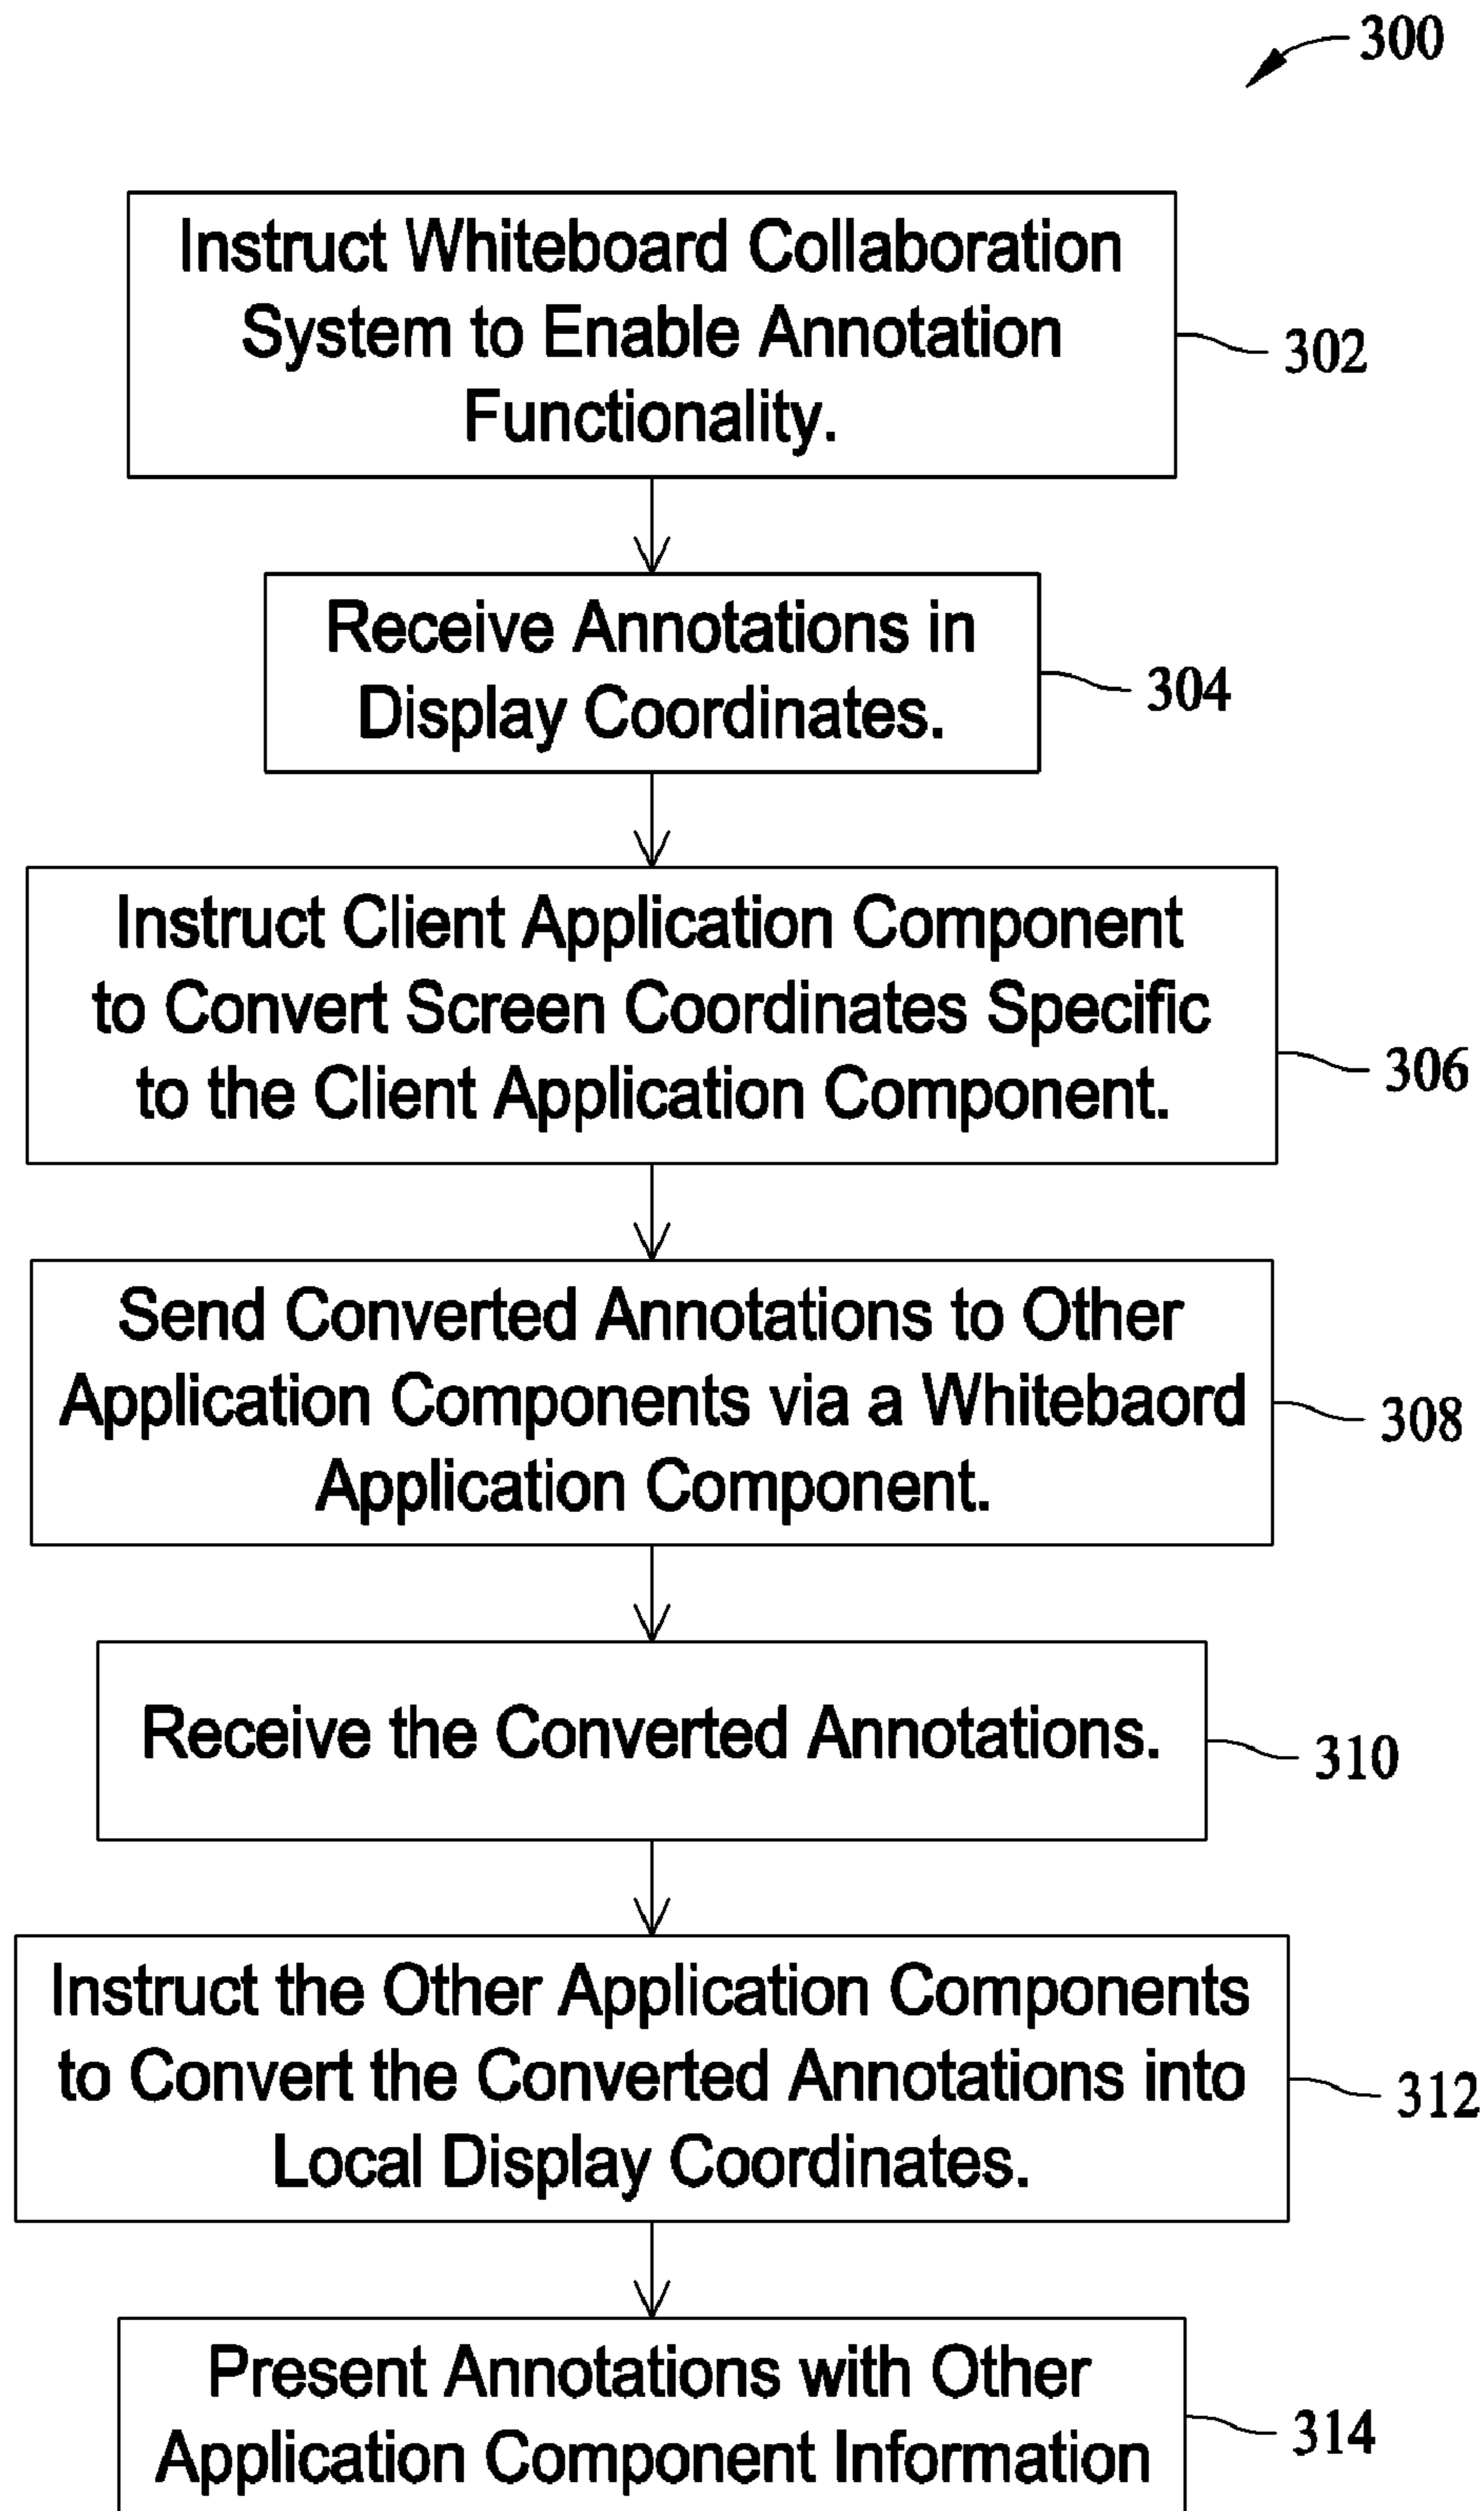 300
Instruct Whiteboard Collaboration
System to Enable Annotation
Functionality.
302
Receive Annotations in
Display Coordinates.
304
Instruct Client Application Component
to Convert Screen Coordinates Specific
to the Client Application Component.
306
Send Converted Annotations to Other
Application Components via a Whitebaord
Application Component.
308
Receive the Converted Annotations.
310
Instruct the Other Application Components
to Convert the Converted Annotations into
Local Display Coordinates.
312
Present Annotations with Other
Application Component Information
314